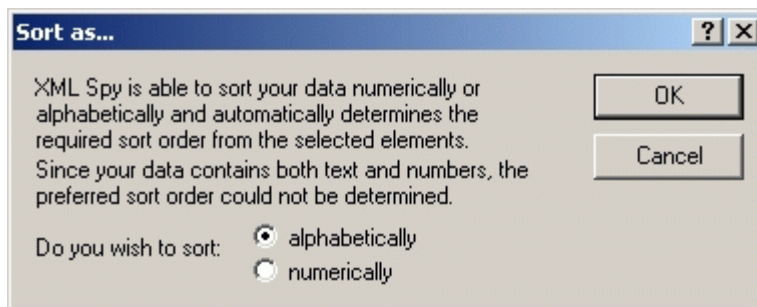 Sort as...
XML Spy is able to sort your data numerically or
alphabetically and automatically determines the
required sort order from the selected elements.
Since your data contains both text and numbers, the
preferred sort order could not be determined.
Do you wish to sort:
alphabetically
numerically
OK
Cancel